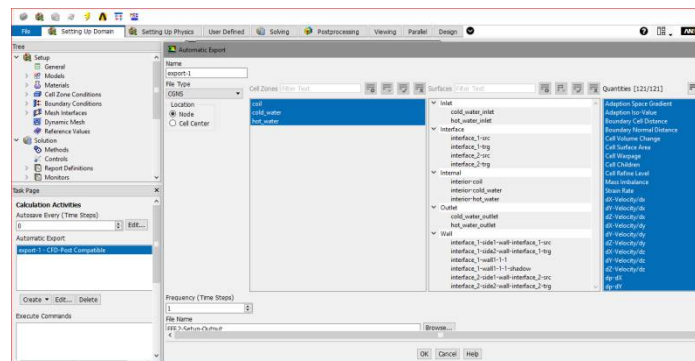 File
Setting Up Domain
Setting Up Physics
User Defined
Solving
Postprocessing
Viewing
Parallel
Design
Tree
Setup
General
Models
Materials
Cell Zone Conditions
Boundary Conditions
Mesh Interfaces
Dynamic Mesh
Reference Values
Solution
Methods
Controls
Report Definitions
Monitors
Task Page
Calculation Activities
Autosave Every (Time Steps)
0
Edit...
Automatic Export
export-1 - CFD-Post Compatible
Create
Edit...
Delete
Execute Commands
Automatic Export
Name
export-1
File Type
CGNS
Location
Node
Cell Center
Cell Zones Filter Text
coil
cold_water
hot_water
Surfaces Filter Text
Inlet
cold_water_inlet
hot_water_inlet
Interface
interface_1-src
interface_1-trg
interface_2-src
interface_2-trg
Internal
interior-coil
interior-cold_water
interior-hot_water
Outlet
cold_water_outlet
hot_water_outlet
Wall
interface_1-side1-wall-interface_1-src
interface_1-side2-wall-interface_1-trg
interface_1-wall1-1-1
interface_1-wall1-1-1-shadow
interface_2-side1-wall-interface_2-src
interface_2-side2-wall-interface_2-trg
Quantities [121/121]
Adaption Space Gradient
Adaption Iso-Value
Boundary Cell Distance
Boundary Normal Distance
Cell Volume Change
Cell Surface Area
Cell Warpage
Cell Children
Cell Refine Level
Mass Imbalance
Strain Rate
dX-Velocity/dx
dY-Velocity/dx
dZ-Velocity/dx
dX-Velocity/dy
dY-Velocity/dy
dZ-Velocity/dy
dX-Velocity/dz
dY-Velocity/dz
dZ-Velocity/dz
dp-dX
dp-dY
Frequency (Time Steps)
1
File Name
Browse...
OK
Cancel
Help